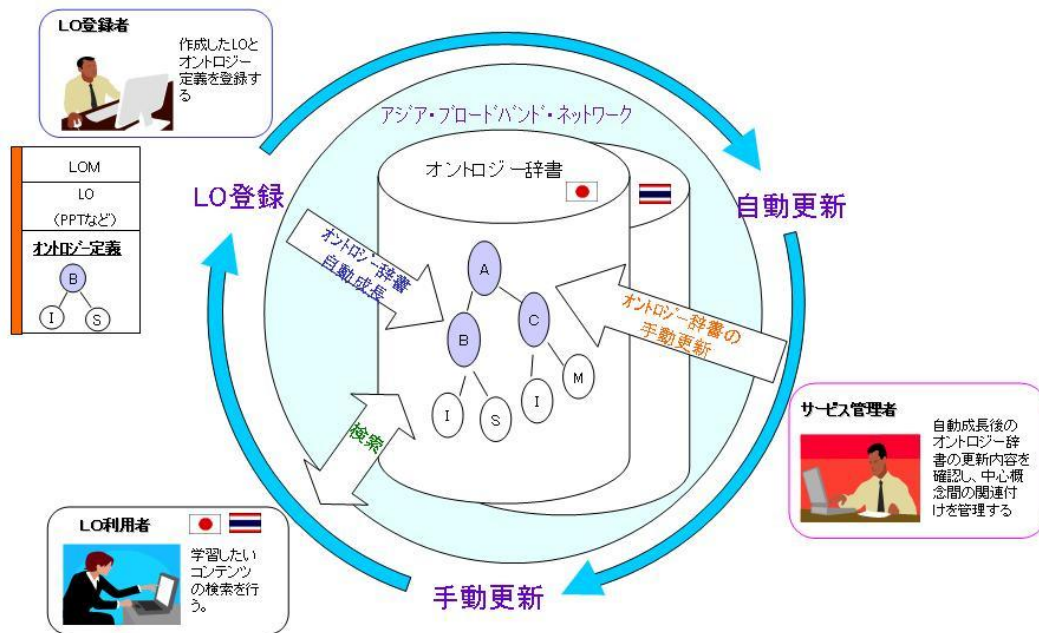 LO登録者
作成したLOと
オントロジー
定義を登録す
る
アジア・ブロードバンド・ネットワーク
LOM
LO
(PPTなど)
オントロジー定義
B
I
S
LO登録
オントロジー辞書
自動更新
オントロジー辞書
自動成長
A
B
C
I
S
I
M
オントロジー辞書の
手動更新
検索
サービス管理者
自動成長後の
オントロジー辞
書の更新内容を
確認し、中心概
念間の関連付
けを管理する
LO利用者
学習したい
コンテンツ
の検索を行
う。
手動更新